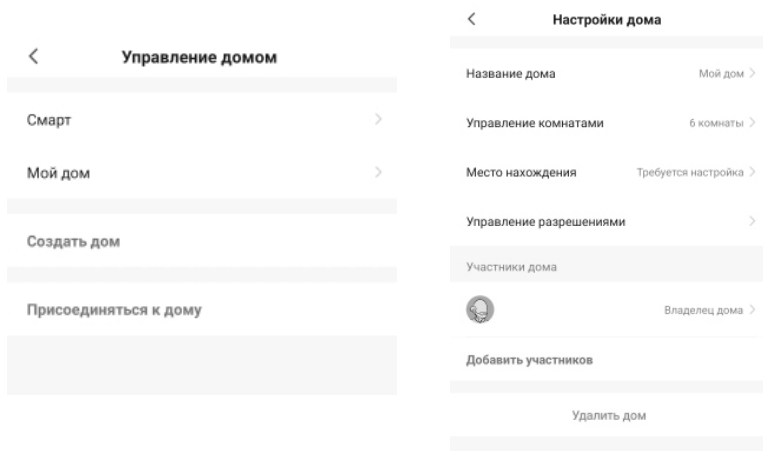 Управление домом
Смарт
Мой дом
Создать дом
Присоединяться к дому
Настройки дома
Название дома Мой дом
Управление комнатами 6 комнаты
Место нахождения Требуется настройка
Управление разрешениями
Участники дома
Владелец дома
Добавить участников
Удалить дом